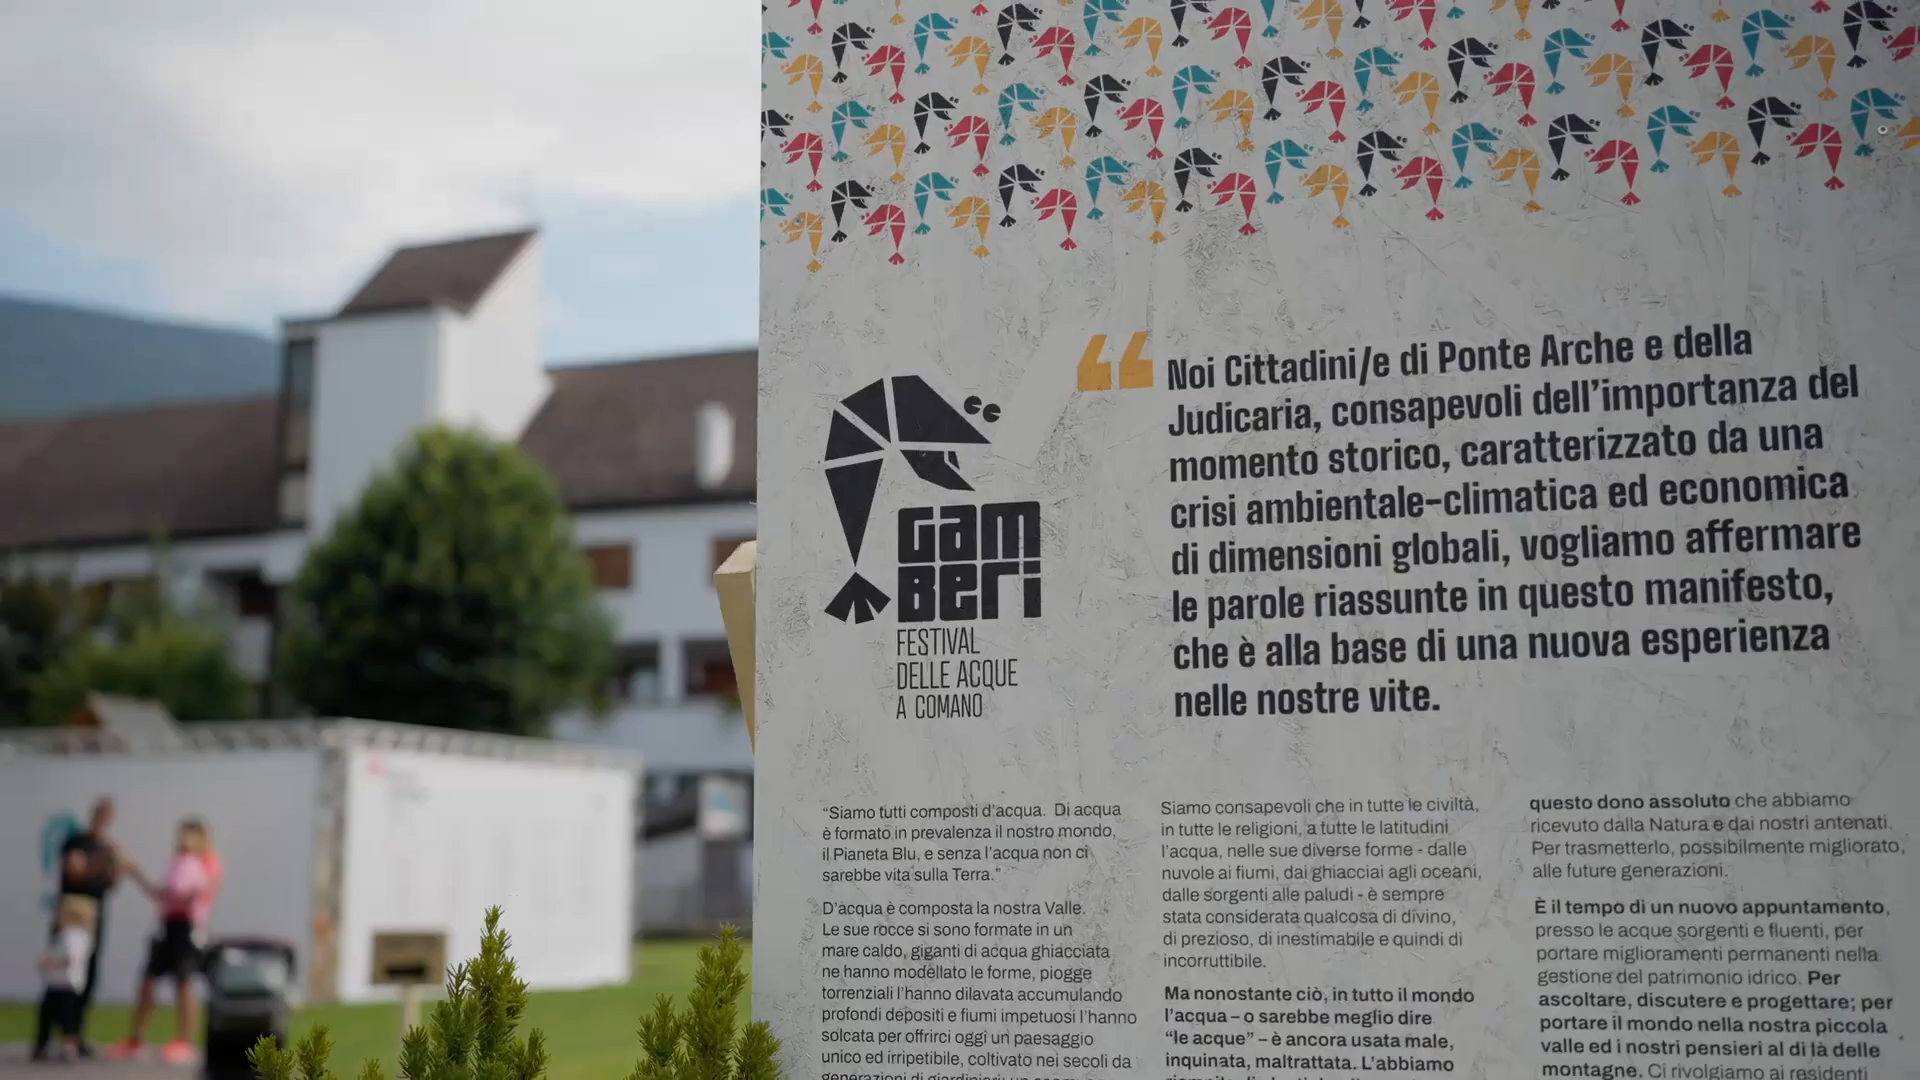 Gam
Beri
FESTIVAL
DELLE ACQUE
A COMANO
“Noi Cittadini/e di Ponte Arche e della
Judicaria, consapevoli dell’importanza del
momento storico, caratterizzato da una
crisi ambientale-climatica ed economica
di dimensioni globali, vogliamo affermare
le parole riassunte in questo manifesto,
che è alla base di una nuova esperienza
nelle nostre vite.
“Siamo tutti composti d’acqua. Di acqua
è formato in prevalenza il nostro mondo,
il Pianeta Blu, e senza l’acqua non ci
sarebbe vita sulla Terra.”
D’acqua è composta la nostra Valle.
Le sue rocce si sono formate in un
mare caldo, giganti di acqua ghiacciata
ne hanno modellato le forme, piogge
torrenziali l’hanno dilavata accumulando
profondi depositi e fiumi impetuosi l’hanno
solcata per offrirci oggi un paesaggio
unico ed irripetibile, coltivato nei secoli da
generazioni di giardinieri:
Siamo consapevoli che in tutte le civiltà,
in tutte le religioni, a tutte le latitudini
l’acqua, nelle sue diverse forme - dalle
nuvole ai fiumi, dai ghiacciai agli oceani,
dalle sorgenti alle paludi - è sempre
stata considerata qualcosa di divino,
di prezioso, di inestimabile e quindi di
incorruttibile.
Ma nonostante ciò, in tutto il mondo
l’acqua – o sarebbe meglio dire
“le acque” – è ancora usata male,
inquinata, maltrattata. L’abbiamo
questo dono assoluto che abbiamo
ricevuto dalla Natura e dai nostri antenati.
Per trasmetterlo, possibilmente migliorato,
alle future generazioni.
È il tempo di un nuovo appuntamento,
presso le acque sorgenti e fluenti, per
portare miglioramenti permanenti nella
gestione del patrimonio idrico. Per
ascoltare, discutere e progettare; per
portare il mondo nella nostra piccola
valle ed i nostri pensieri al di là delle
montagne. Ci rivolgiamo ai residenti